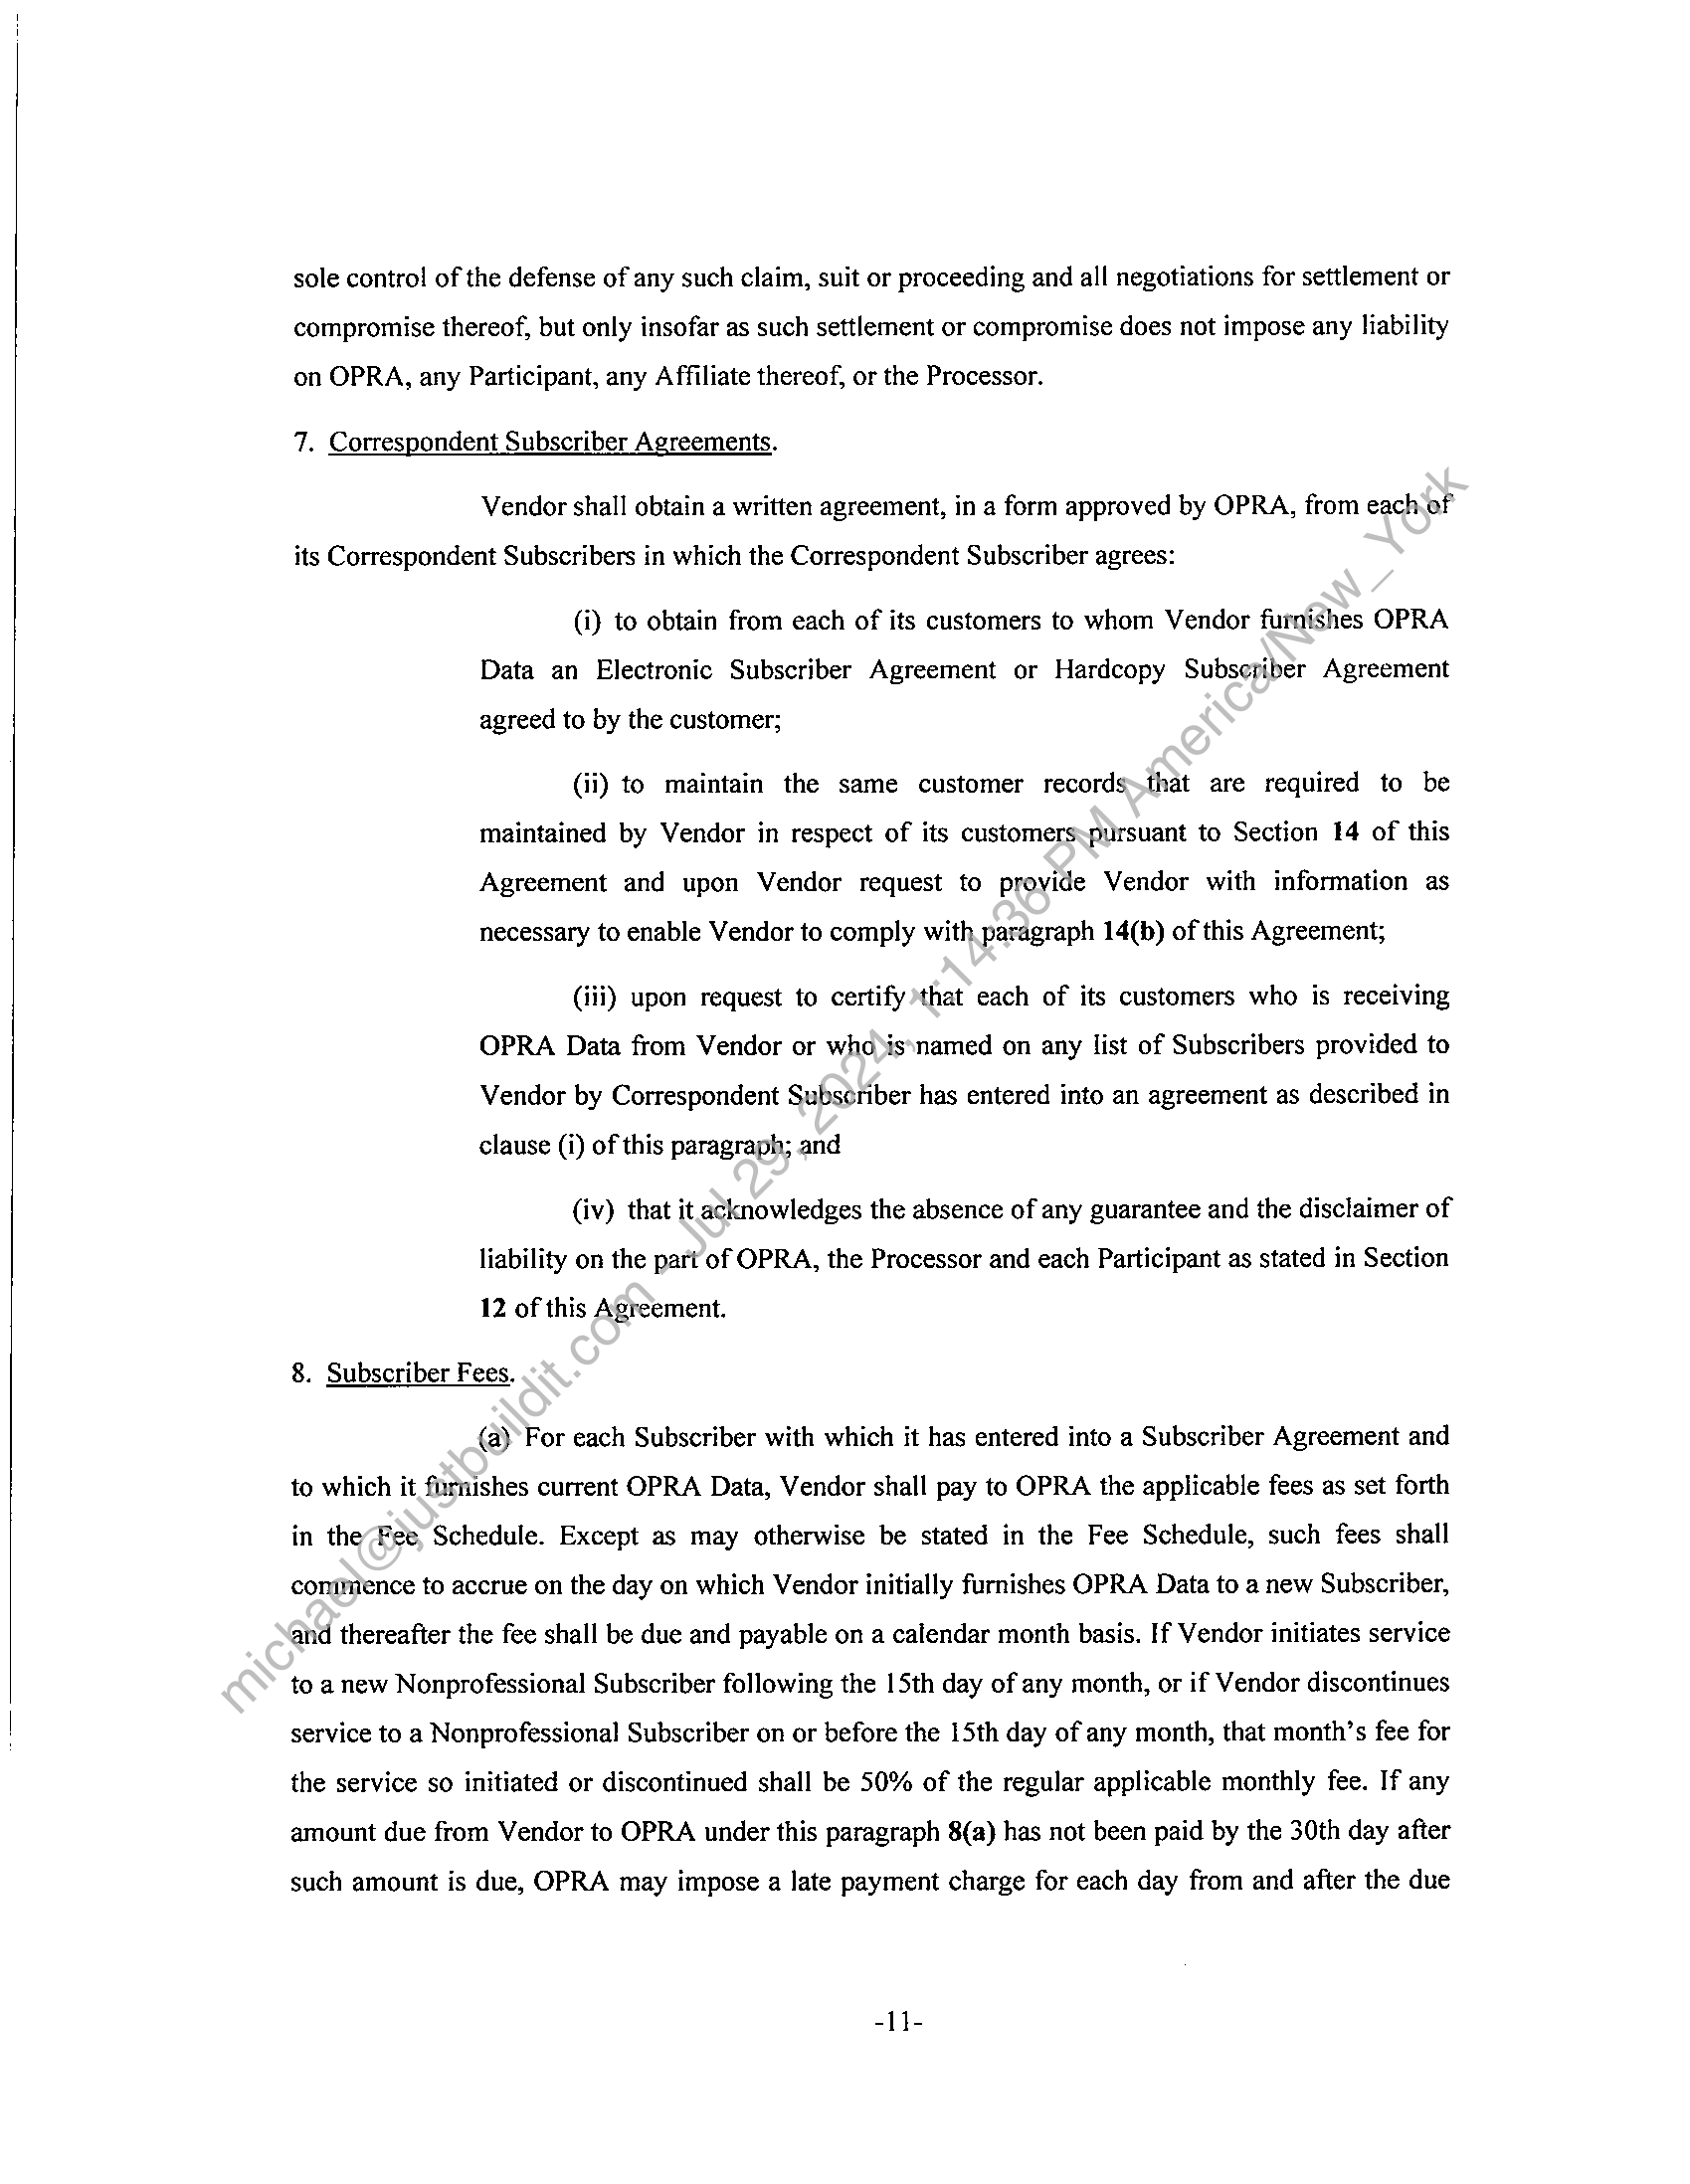 sole control of the defense of any such claim, suit or proceeding and all negotiations for settlement or
compromise thereof, but only insofar as such settlement or compromise does not impose any liability
on OPRA, any Participant, any Affiliate thereof, or the Processor.
7. Correspondent Subscriber Agreements.
Vendor shall obtain a written agreement, in a form approved by OPRA, from each of
its Correspondent Subscribers in which the Correspondent Subscriber agrees:
(i) to obtain from each of its customers to whom Vendor furnishes OPRA
Data an Electronic Subscriber Agreement or Hardcopy Subscriber Agreement
agreed to by the customer;
(ii) to maintain the same customer records that are required to be
maintained by Vendor in respect of its customers pursuant to Section 14 of this
Agreement and upon Vendor request to provide Vendor with information as
necessary to enable Vendor to comply with paragraph 14(b) of this Agreement;
(iii) upon request to certify that each of its customers who is receiving
OPRA Data from Vendor or who is named on any list of Subscribers provided to
Vendor by Correspondent Subscriber has entered into an agreement as described in
clause (i) of this paragraph; and
(iv) that it acknowledges the absence of any guarantee and the disclaimer of
liability on the part of OPRA, the Processor and each Participant as stated in Section
12 of this Agreement.
8. Subscriber Fees.
(a) For each Subscriber with which it has entered into a Subscriber Agreement and
to which it furnishes current OPRA Data, Vendor shall pay to OPRA the applicable fees as set forth
in the Fee Schedule. Except as may otherwise be stated in the Fee Schedule, such fees shall
commence to accrue on the day on which Vendor initially furnishes OPRA Data to a new Subscriber,
and thereafter the fee shall be due and payable on a calendar month basis. If Vendor initiates service
to a new Nonprofessional Subscriber following the 15th day of any month, or if Vendor discontinues
service to a Nonprofessional Subscriber on or before the 15th day of any month, that month's fee for
the service so initiated or discontinued shall be 50% of the regular applicable monthly fee. If any
amount due from Vendor to OPRA under this paragraph 8(a) has not been paid by the 30th day after
such amount is due, OPRA may impose a late payment charge for each day from and after the due
-11-
michael@justbuildit.com - Jul 29, 2024, 1:14:36 PM America/New_York